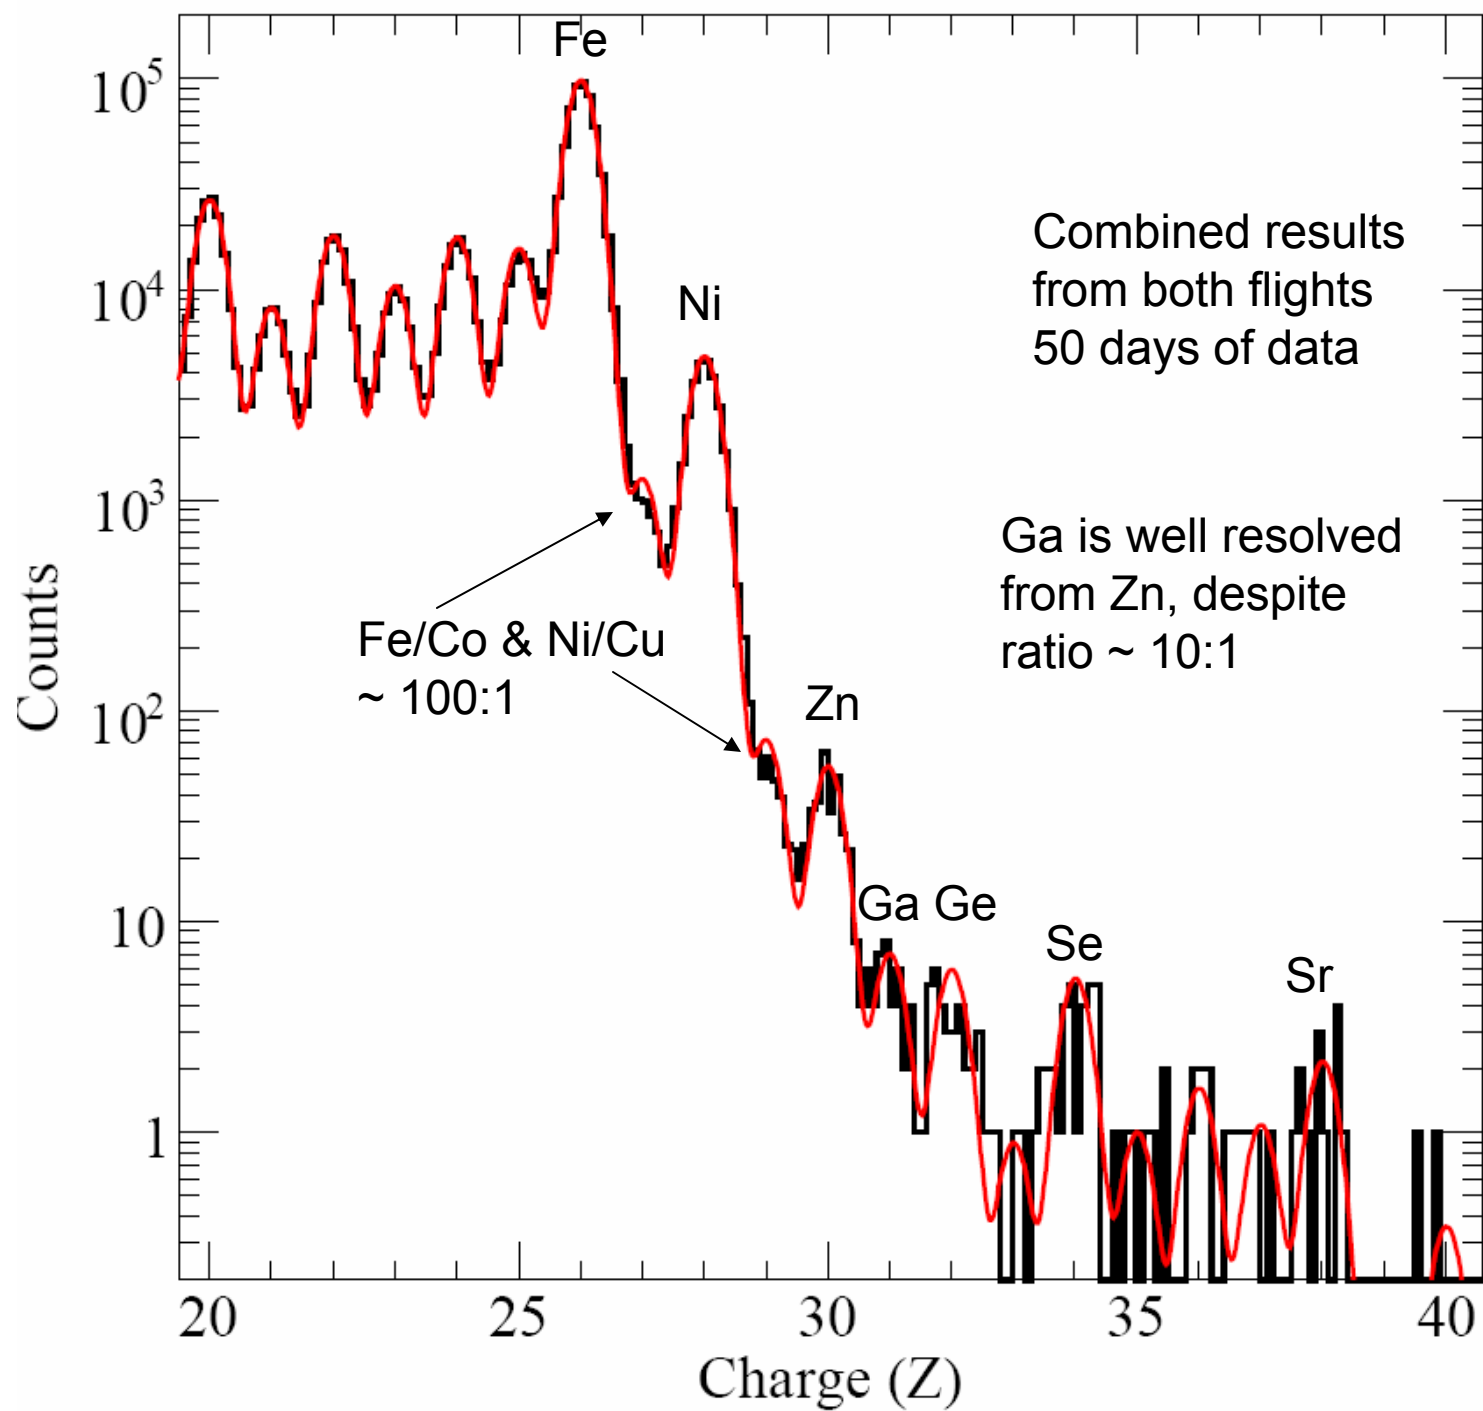 Fe
10⁵
Combined results
from both flights
50 days of data
10⁴
Ni
10³
Ga is well resolved
from Zn, despite
ratio ~ 10:1
Counts
Fe/Co & Ni/Cu
~ 100:1
10²
Zn
10
Ga Ge
Se
Sr
1
20 25 30 35 40
Charge (Z)